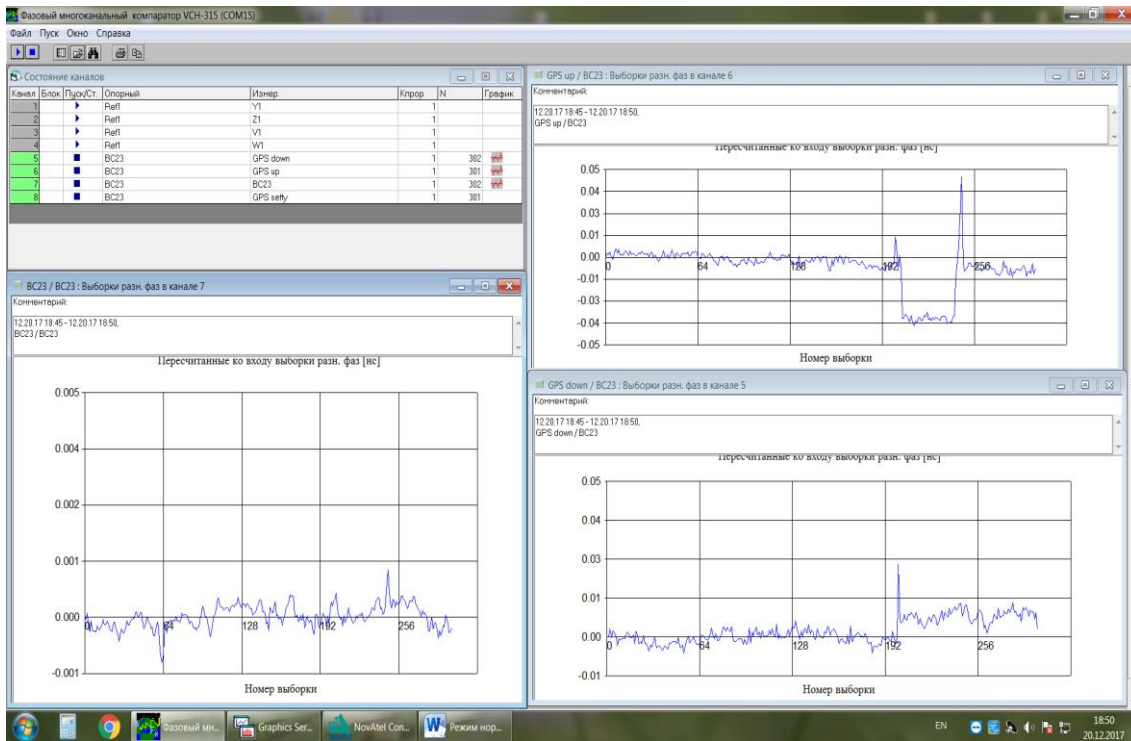 Фазовый многоканальный компаратор VCH-315 (COM15)
Файл Пуск Окно Справка
Состояние каналов
Канал Блок Пуск/Ст. Опорный Измер. Кпрор N График
1 Ref1 Y1 1
2 Ref1 Z1 1
3 Ref1 V1 1
4 Ref1 W1 1
5 BC23 GPS down 1 302
6 BC23 GPS up 1 301
7 BC23 BC23 1 302
8 BC23 GPS sefty 1 301
GPS up / BC23 : Выборки разн. фаз в канале 6
Комментарий:
12.20.17 18:45 - 12.20.17 18:50,
GPS up / BC23
Пересчитанные ко входу выборки разн. фаз [нс]
0.05
0.04
0.03
0.01
0.00
-0.01
-0.03
-0.04
-0.05
0 64 128 192 256
Номер выборки
BC23 / BC23 : Выборки разн. фаз в канале 7
Комментарий:
12.20.17 18:45 - 12.20.17 18:50,
BC23 / BC23
Пересчитанные ко входу выборки разн. фаз [нс]
0.005
0.004
0.002
0.001
0.000
-0.001
0 64 128 192 256
Номер выборки
GPS down / BC23 : Выборки разн. фаз в канале 5
Комментарий:
12.20.17 18:45 - 12.20.17 18:50,
GPS down / BC23
Пересчитанные ко входу выборки разн. фаз [нс]
0.05
0.04
0.03
0.01
0.00
-0.01
0 64 128 192 256
Номер выборки
Фазовый мн... Graphics Ser... NovAtel Con... Режим нор... EN 18:50
20.12.2017